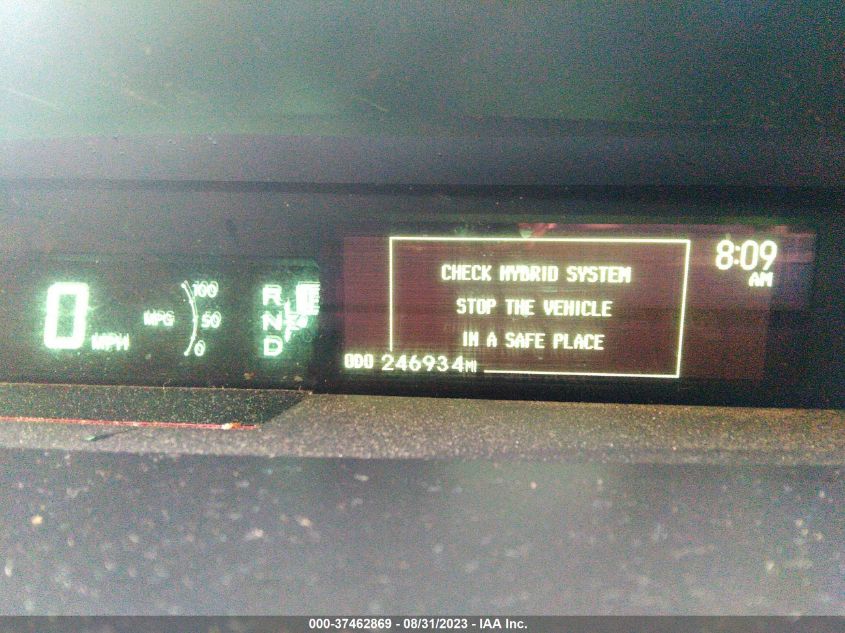 0 MPH
MPG
100
50
0
R
N
D
CHECK HYBRID SYSTEM
STOP THE VEHICLE
IN A SAFE PLACE
8:09
AM
ODO 246934 MI
000-37462869 - 08/31/2023 - IAA Inc.